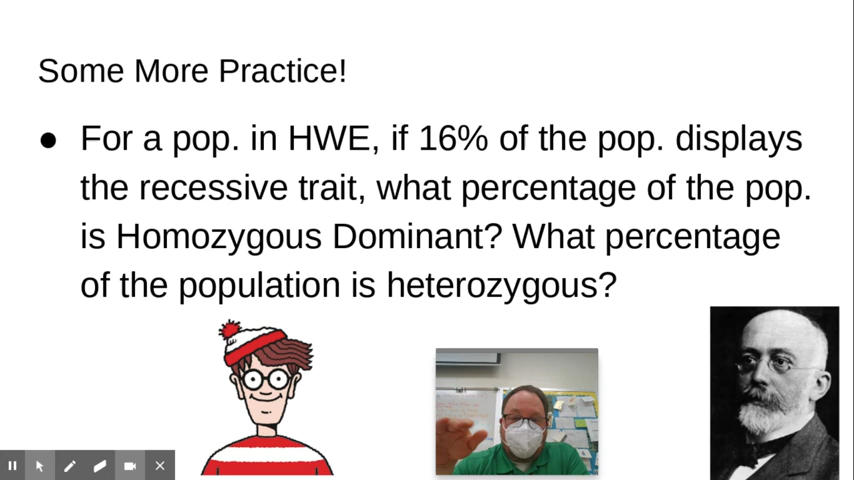 Some More Practice!
● For a pop. in HWE, if 16% of the pop. displays
the recessive trait, what percentage of the pop.
is Homozygous Dominant? What percentage
of the population is heterozygous?